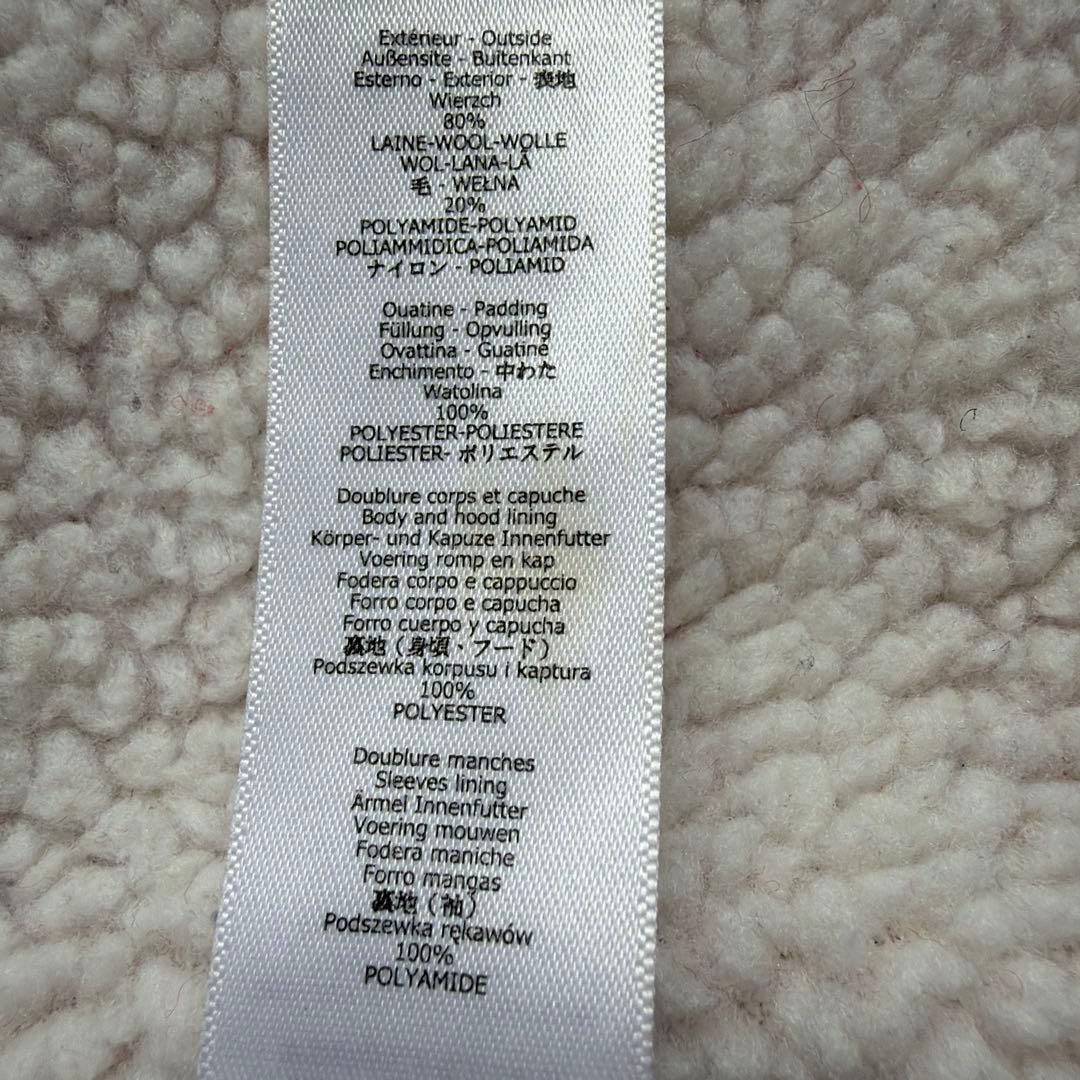 Extérieur - Outside
Außensite - Buitenkant
Esterno - Exterior - 表地
Wierzch
80%
LAINE-WOOL-WOLLE
WOL-LANA-LÃ
毛 - WEŁNA
20%
POLYAMIDE-POLYAMID
POLIAMMIDICA-POLIAMIDA
ナイロン - POLIAMID
Ouatine - Padding
Füllung - Opvulling
Ovattina - Guatine
Enchimento - 中わた
Watolina
100%
POLYESTER-POLIESTERE
POLIESTER- ポリエステル
Doublure corps et capuche
Body and hood lining
Körper- und Kapuze Innenfutter
Voering romp en kap
Fodera corpo e cappuccio
Forro corpo e capucha
Forro cuerpo y capucha
裏地 (身頃・フード)
Podszewka korpusu i kaptura
100%
POLYESTER
Doublure manches
Sleeves lining
Ärmel Innenfutter
Voering mouwen
Fodera maniche
Forro mangas
裏地 (袖)
Podszewka rękawów
100%
POLYAMIDE